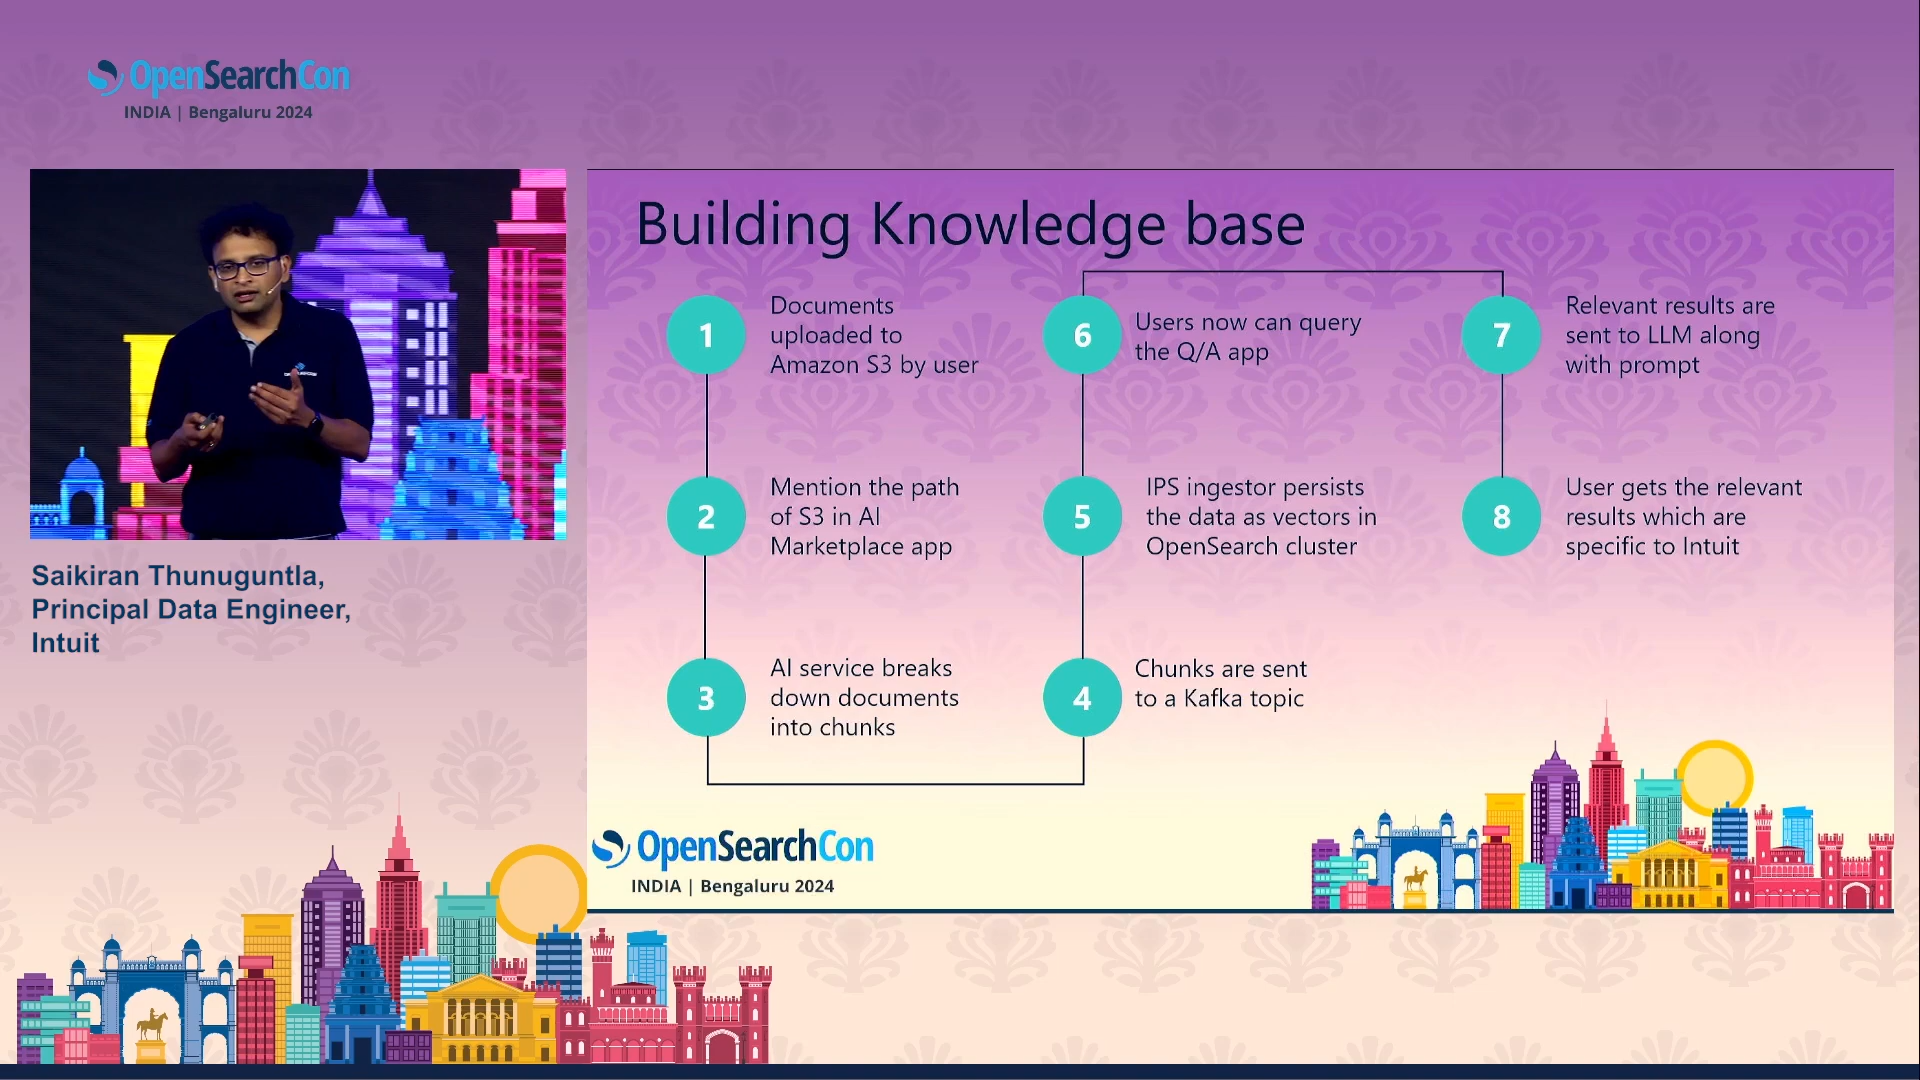 OpenSearchCon
INDIA | Bengaluru 2024
Saikiran Thunuguntla,
Principal Data Engineer,
Intuit
Building Knowledge base
1
Documents
uploaded to
Amazon S3 by user
2
Mention the path
of S3 in AI
Marketplace app
3
AI service breaks
down documents
into chunks
4
Chunks are sent
to a Kafka topic
5
IPS ingestor persists
the data as vectors in
OpenSearch cluster
6
Users now can query
the Q/A app
7
Relevant results are
sent to LLM along
with prompt
8
User gets the relevant
results which are
specific to Intuit
OpenSearchCon
INDIA | Bengaluru 2024